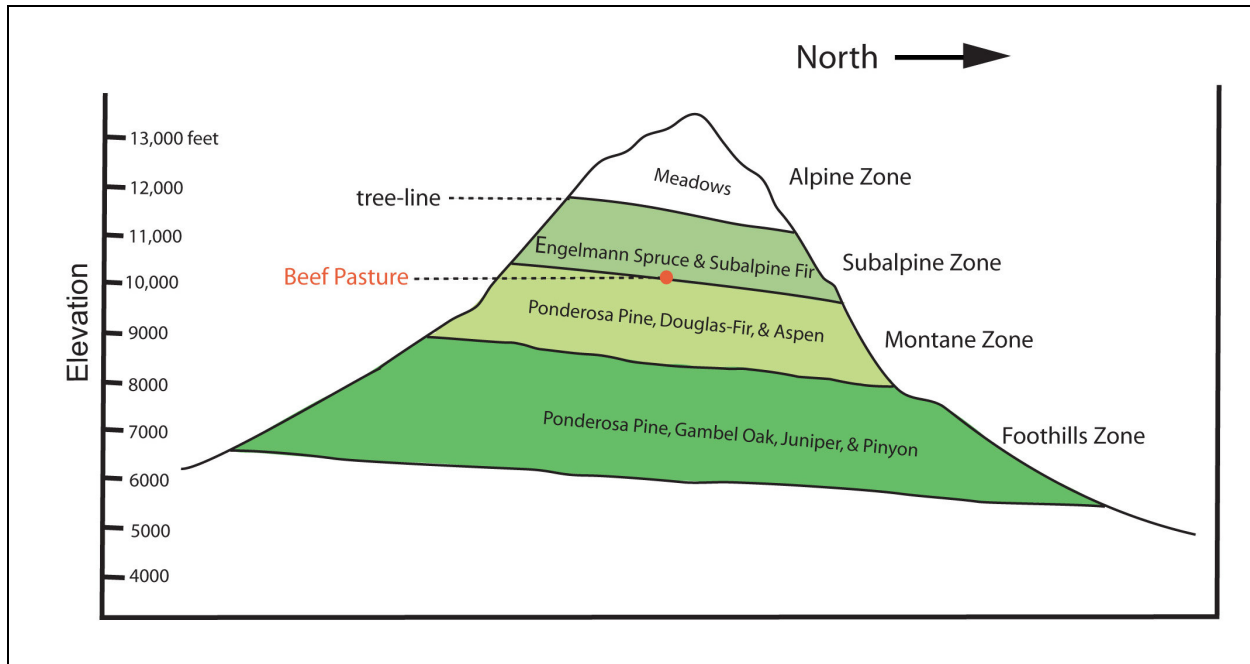 North
13,000 feet
12,000
11,000
10,000
9000
8000
7000
6000
5000
4000
Elevation
tree-line
Beef Pasture
Meadows
Alpine Zone
Engelmann Spruce & Subalpine Fir
Subalpine Zone
Ponderosa Pine, Douglas-Fir, & Aspen
Montane Zone
Ponderosa Pine, Gambel Oak, Juniper, & Pinyon
Foothills Zone